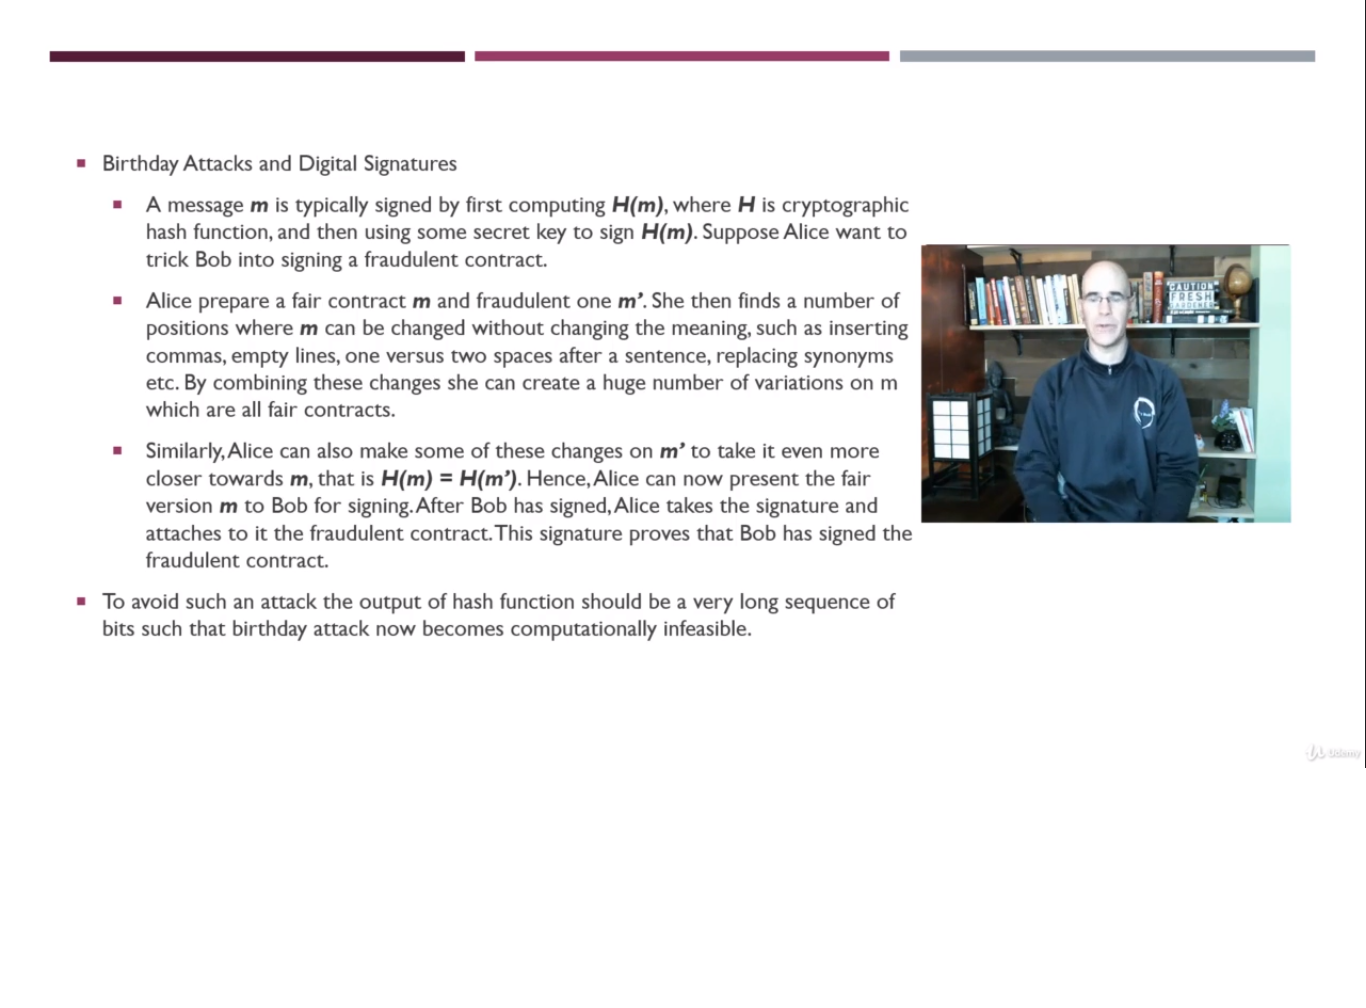 Birthday Attacks and Digital Signatures
A message m is typically signed by first computing H(m), where H is cryptographic
hash function, and then using some secret key to sign H(m). Suppose Alice want to
trick Bob into signing a fraudulent contract.
Alice prepare a fair contract m and fraudulent one m’. She then finds a number of
positions where m can be changed without changing the meaning, such as inserting
commas, empty lines, one versus two spaces after a sentence, replacing synonyms
etc. By combining these changes she can create a huge number of variations on m
which are all fair contracts.
Similarly, Alice can also make some of these changes on m’ to take it even more
closer towards m, that is H(m) = H(m’). Hence, Alice can now present the fair
version m to Bob for signing. After Bob has signed, Alice takes the signature and
attaches to it the fraudulent contract. This signature proves that Bob has signed the
fraudulent contract.
To avoid such an attack the output of hash function should be a very long sequence of
bits such that birthday attack now becomes computationally infeasible.
CAUTION
FRESH
GARDENER
Udemy